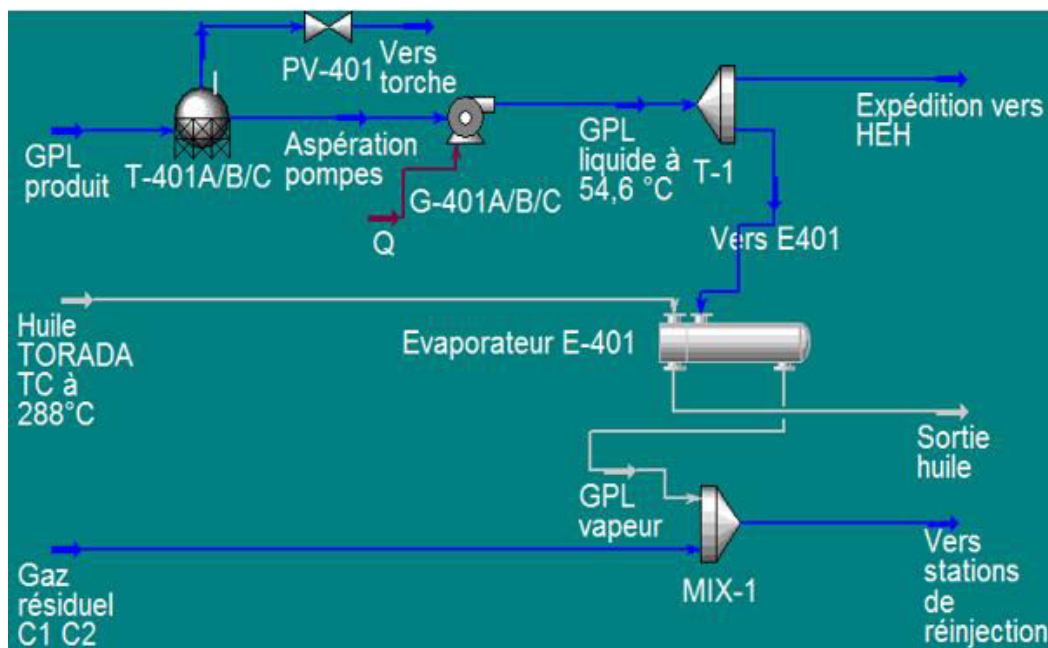 PV-401
Vers
torche
GPL
produit
T-401A/B/C
Aspération
pompes
Q
G-401A/B/C
GPL
liquide à
54,6 °C
T-1
Expédition vers
HEH
Vers E401
Huile
TORADA
TC à
288°C
Evaporateur E-401
Sortie
huile
GPL
vapeur
MIX-1
Gaz
résiduel
C1 C2
Vers
stations
de
réinjection